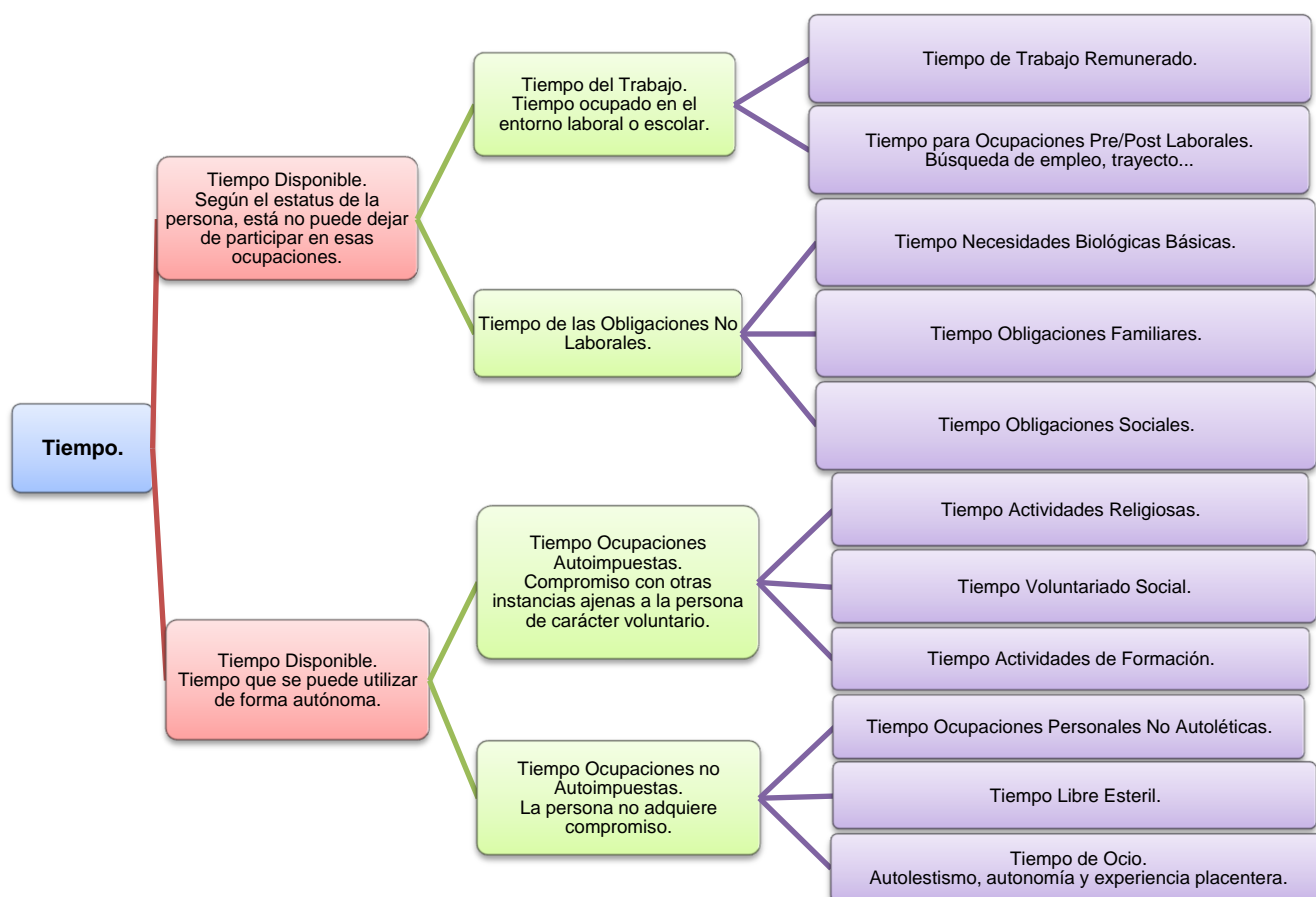 Tiempo.
Tiempo Disponible.
Según el estatus de la
persona, está no puede dejar
de participar en esas
ocupaciones.
Tiempo del Trabajo.
Tiempo ocupado en el
entorno laboral o escolar.
Tiempo de Trabajo Remunerado.
Tiempo para Ocupaciones Pre/Post Laborales.
Búsqueda de empleo, trayecto...
Tiempo de las Obligaciones No
Laborales.
Tiempo Necesidades Biológicas Básicas.
Tiempo Obligaciones Familiares.
Tiempo Obligaciones Sociales.
Tiempo Disponible.
Tiempo que se puede utilizar
de forma autónoma.
Tiempo Ocupaciones
Autoimpuestas.
Compromiso con otras
instancias ajenas a la persona
de carácter voluntario.
Tiempo Actividades Religiosas.
Tiempo Voluntariado Social.
Tiempo Actividades de Formación.
Tiempo Ocupaciones no
Autoimpuestas.
La persona no adquiere
compromiso.
Tiempo Ocupaciones Personales No Autoléticas.
Tiempo Libre Esteril.
Tiempo de Ocio.
Autolestismo, autonomía y experiencia placentera.